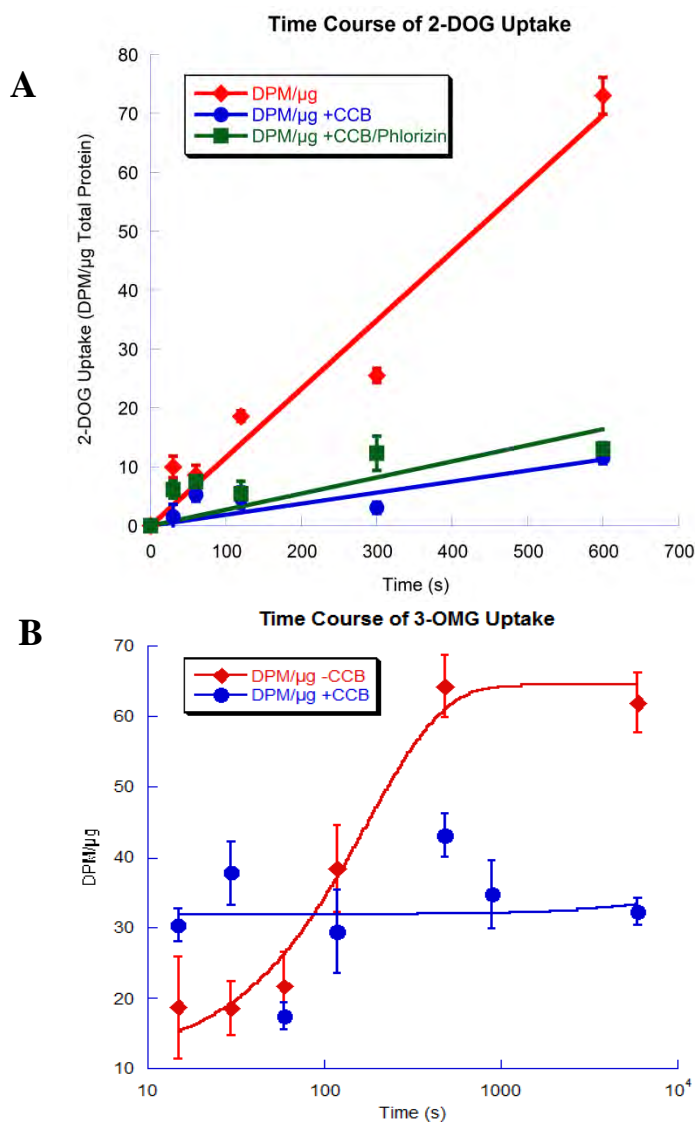 A
Time Course of 2-DOG Uptake
DPM/µg
DPM/µg +CCB
DPM/µg +CCB/Phlorizin
2-DOG Uptake (DPM/µg Total Protein)
80
70
60
50
40
30
20
10
0
0 100 200 300 400 500 600 700
Time (s)
B
Time Course of 3-OMG Uptake
DPM/µg -CCB
DPM/µg +CCB
DPM/µg
70
60
50
40
30
20
10
10 100 1000 10⁴
Time (s)